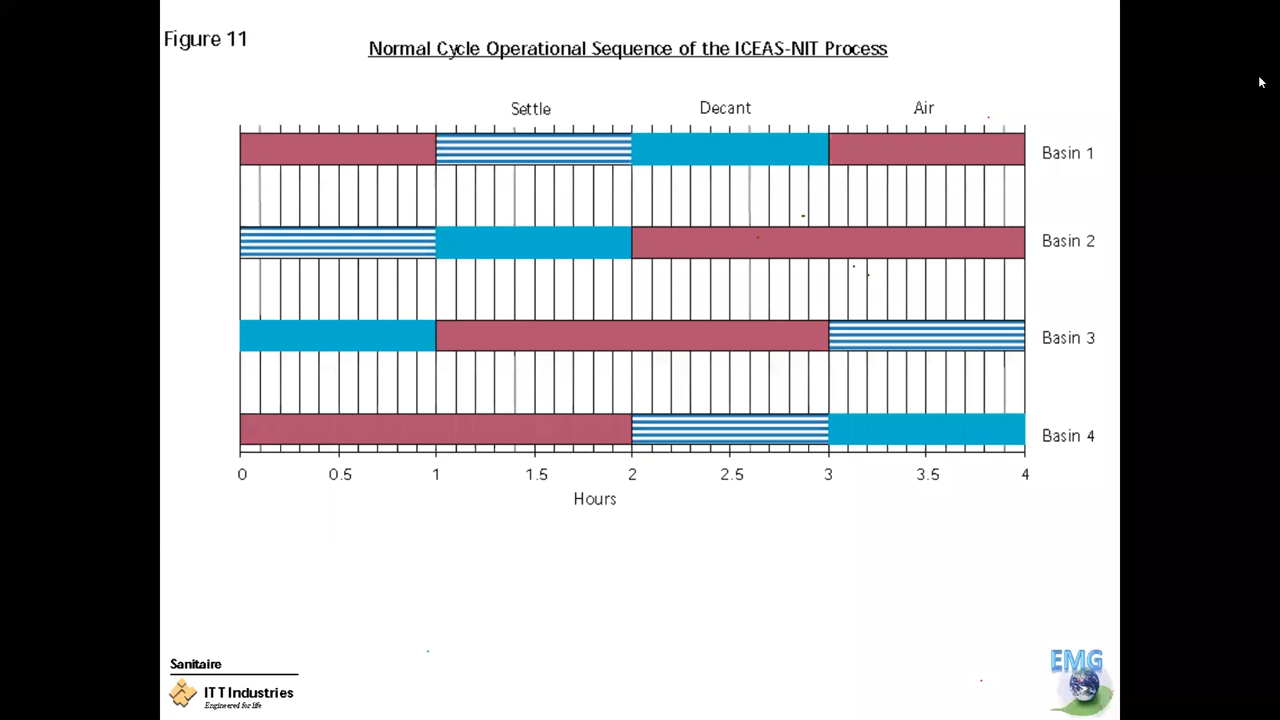 Figure 11
Normal Cycle Operational Sequence of the ICEAS-NIT Process
Settle Decant Air
Basin 1
Basin 2
Basin 3
Basin 4
0 0.5 1 1.5 2 2.5 3 3.5 4
Hours
Sanitaire
ITT Industries
Engineered for life
EMG